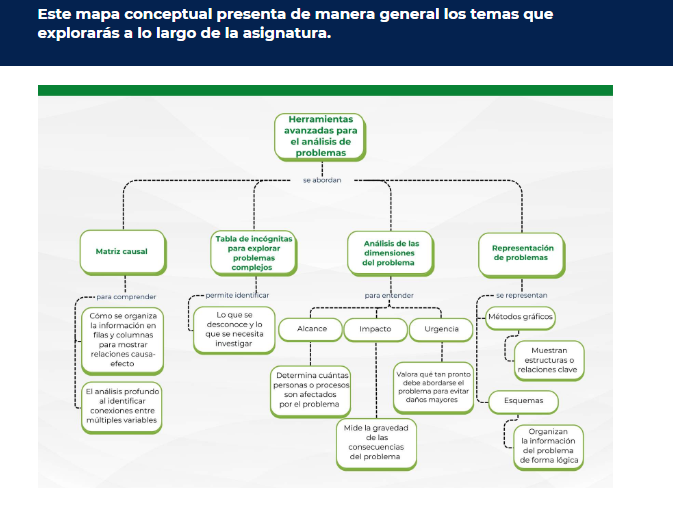 Este mapa conceptual presenta de manera general los temas que
explorarás a lo largo de la asignatura.
Herramientas
avanzadas para
el análisis de
problemas
se abordan
Matriz causal
Tabla de incógnitas
para explorar
problemas
complejos
Análisis de las
dimensiones
del problema
Representación
de problemas
para comprender
permite identificar
para entender
se representan
Cómo se organiza
la información en
filas y columnas
para mostrar
relaciones causa-
efecto
El análisis profundo
al identificar
conexiones entre
múltiples variables
Lo que se
desconoce y lo
que se necesita
investigar
Alcance
Impacto
Urgencia
Determina cuántas
personas o procesos
son afectados
por el problema
Mide la gravedad
de las
consecuencias
del problema
Valora qué tan pronto
debe abordarse el
problema para evitar
daños mayores
Métodos gráficos
Muestran
estructuras o
relaciones clave
Esquemas
Organizan
la información
del problema
de forma lógica